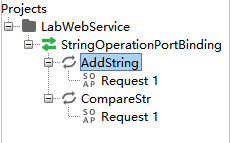 Projects
LabWebService
StringOperationPortBinding
AddString
SO
AP Request 1
CompareStr
SO
AP Request 1